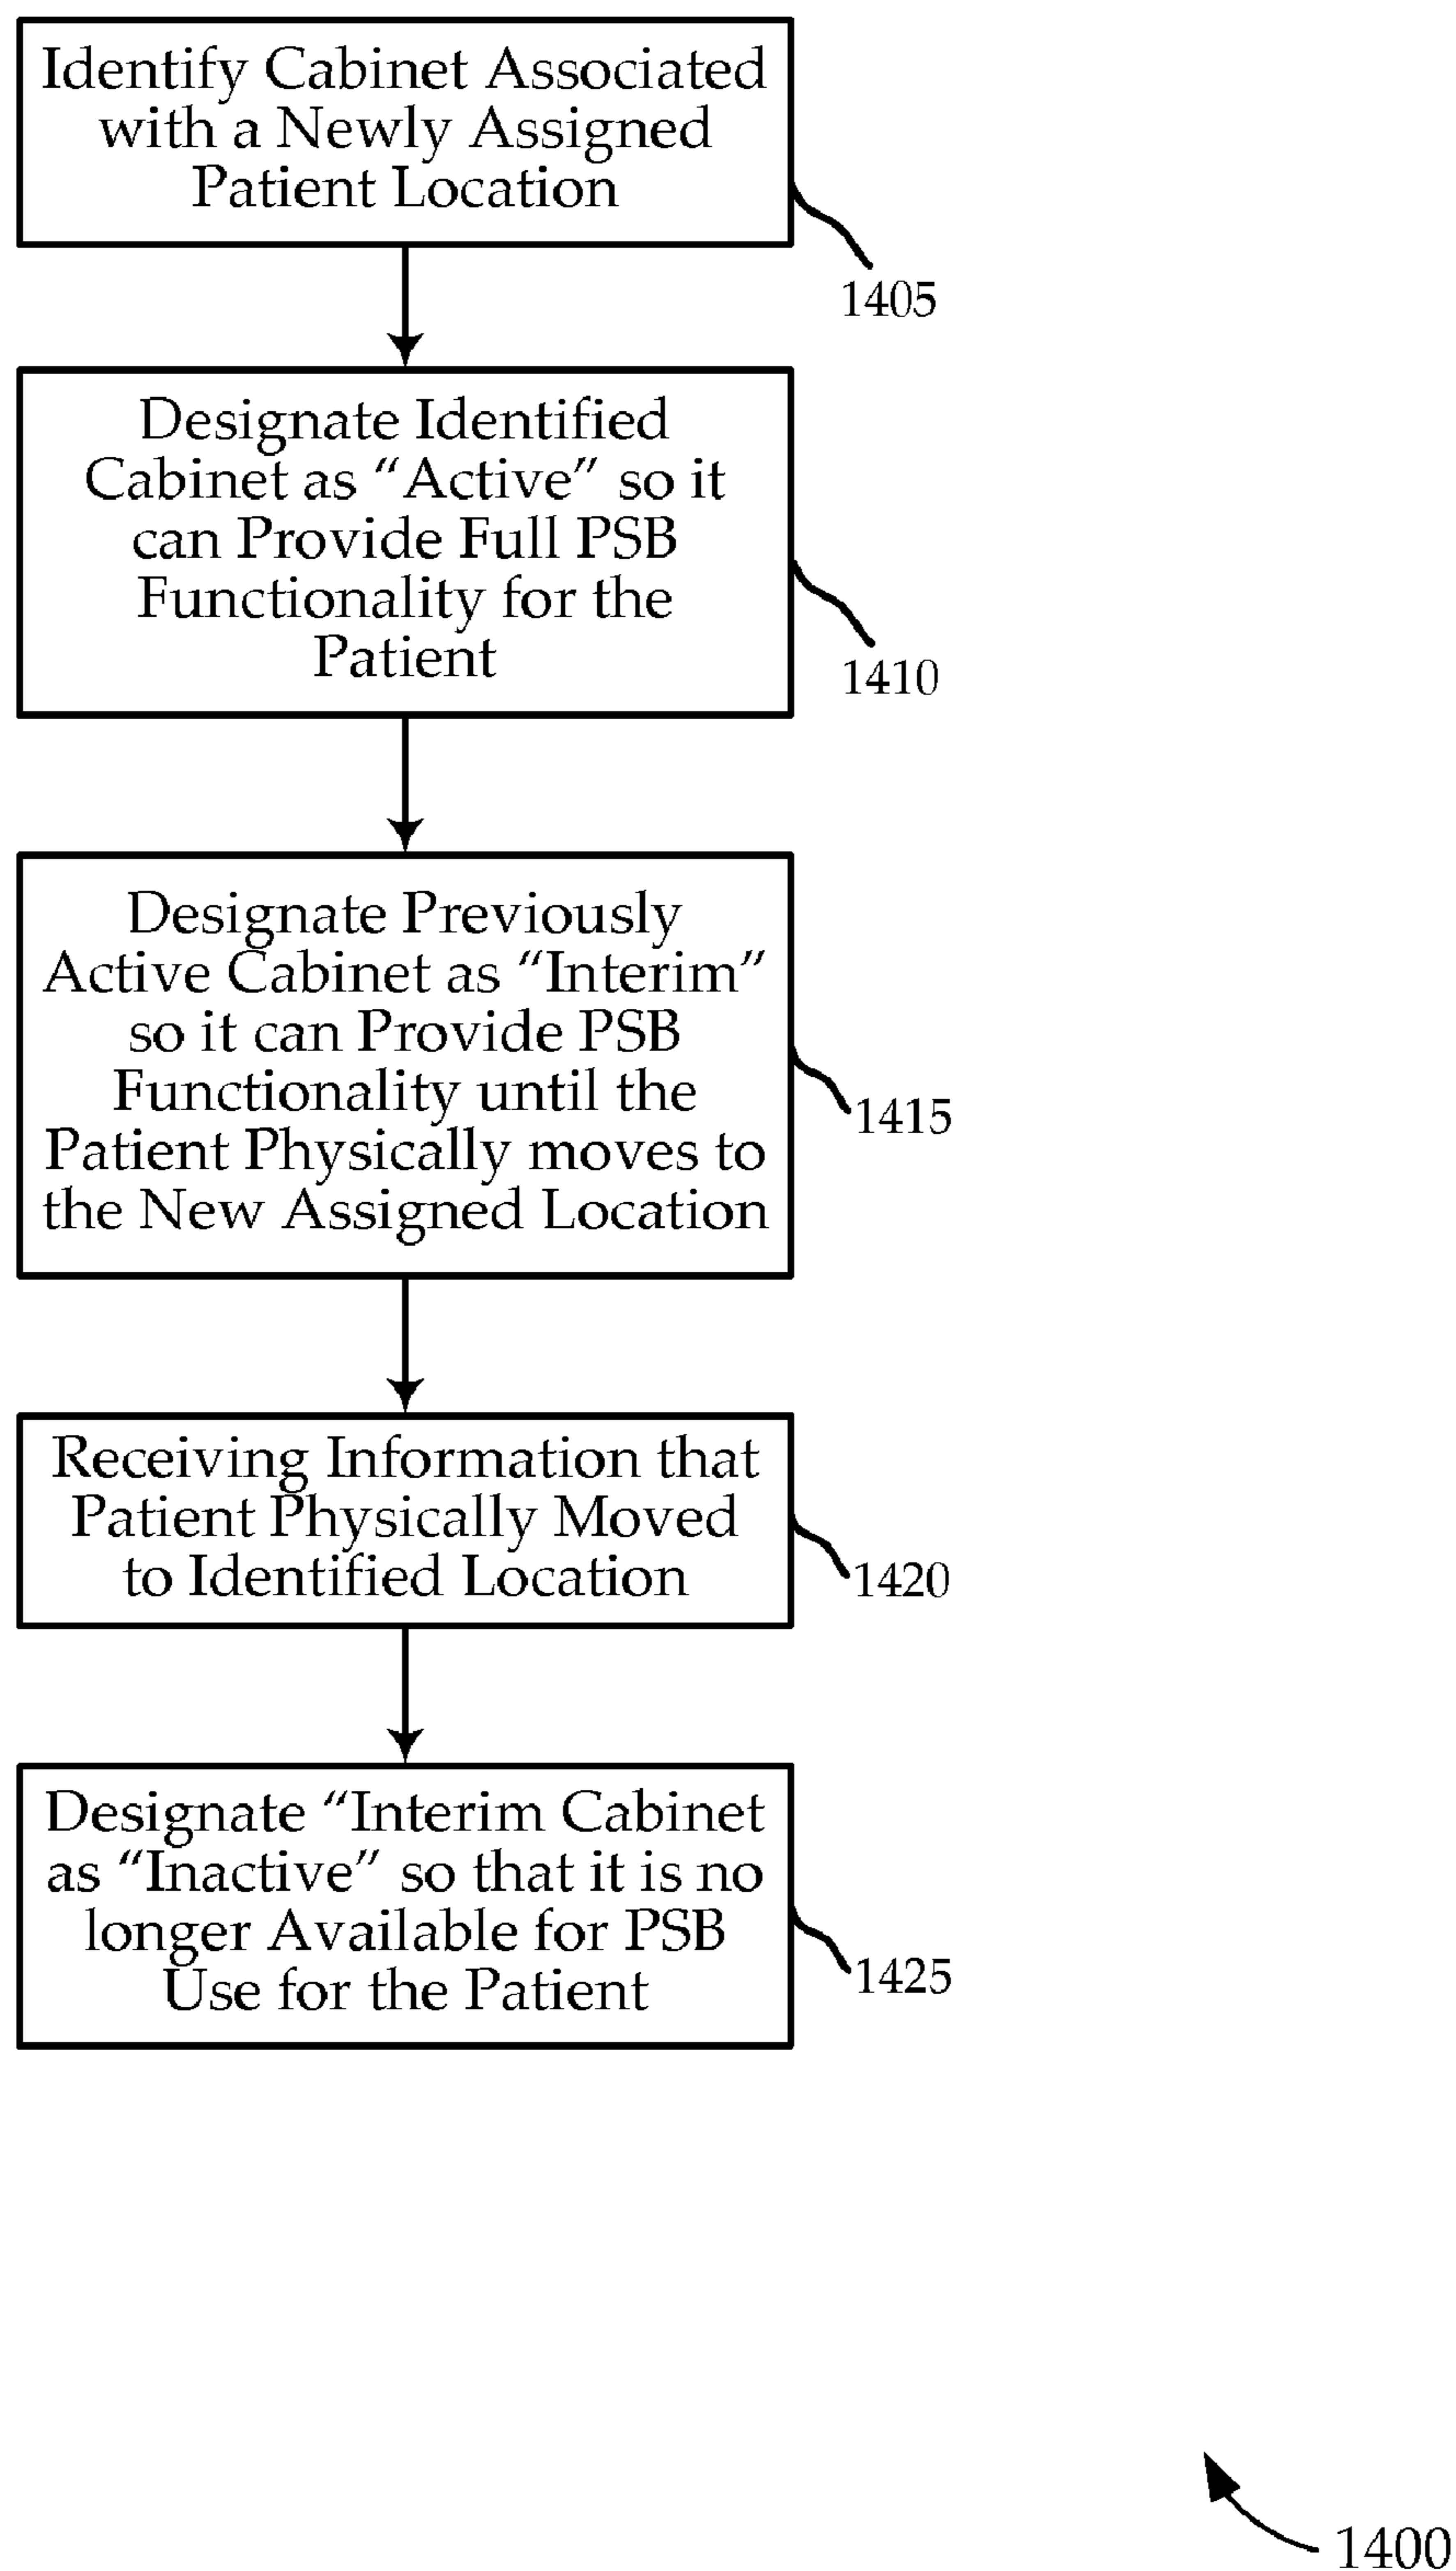 Identify Cabinet Associated
with a Newly Assigned
Patient Location
1405
Designate Identified
Cabinet as “Active” so it
can Provide Full PSB
Functionality for the
Patient
1410
Designate Previously
Active Cabinet as “Interim”
so it can Provide PSB
Functionality until the
Patient Physically moves to
the New Assigned Location
1415
Receiving Information that
Patient Physically Moved
to Identified Location
1420
Designate “Interim Cabinet
as “Inactive” so that it is no
longer Available for PSB
Use for the Patient
1425
1400